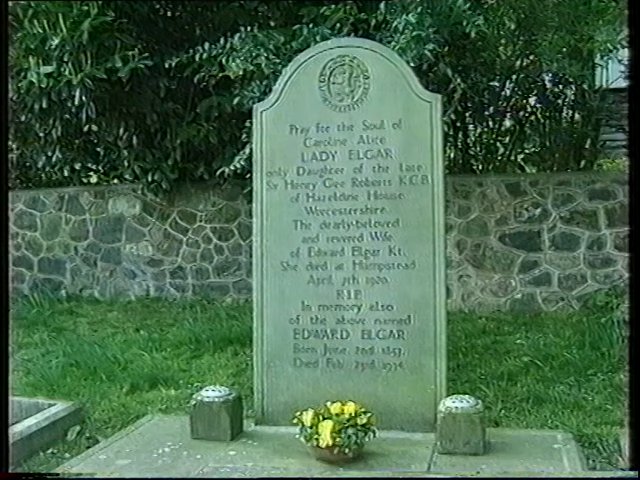 Pray for the Soul of
Caroline Alice
LADY ELGAR
only Daughter of the late
Sir Henry Gee Roberts K.C.B
of Hazeldine House
Worcestershire.
The dearly-beloved
and revered Wife
of Edward Elgar Kt.
She died at Hampstead
April 7th 1920
R.I.P
In memory also
of the above named
EDWARD ELGAR
Born June 2nd 1857.
Died Feb. 23rd 1934.